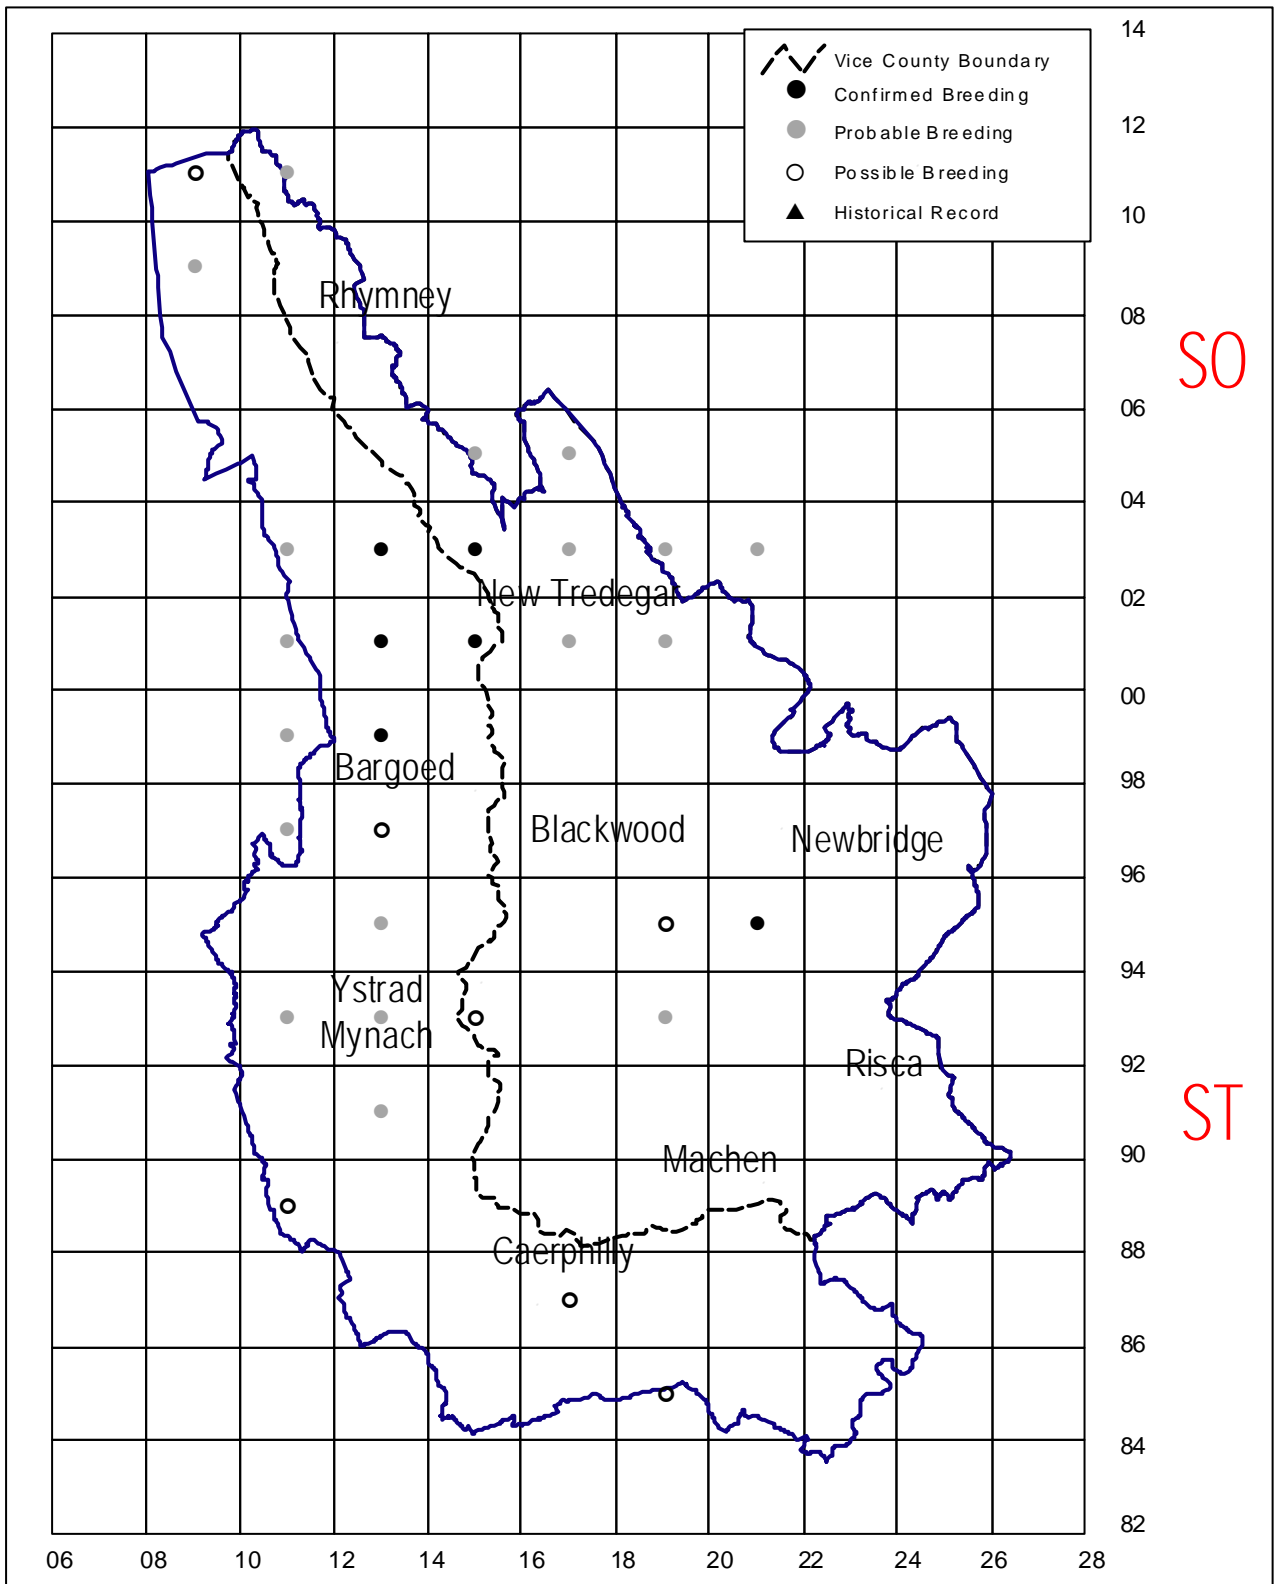 14
Vice County Boundary
Confirmed Breeding
12
Probable Breeding
Possible Breeding
10
Historical Record
Rhymney
08
SO
06
04
New Tredegar
02
00
Bargoed
98
Blackwood
Newbridge
96
94
Ystrad
Mynach
Risca
92
ST
90
Machen
88
Caerphilly
86
84
82
06 08 10 12 14 16 18 20 22 24 26 28